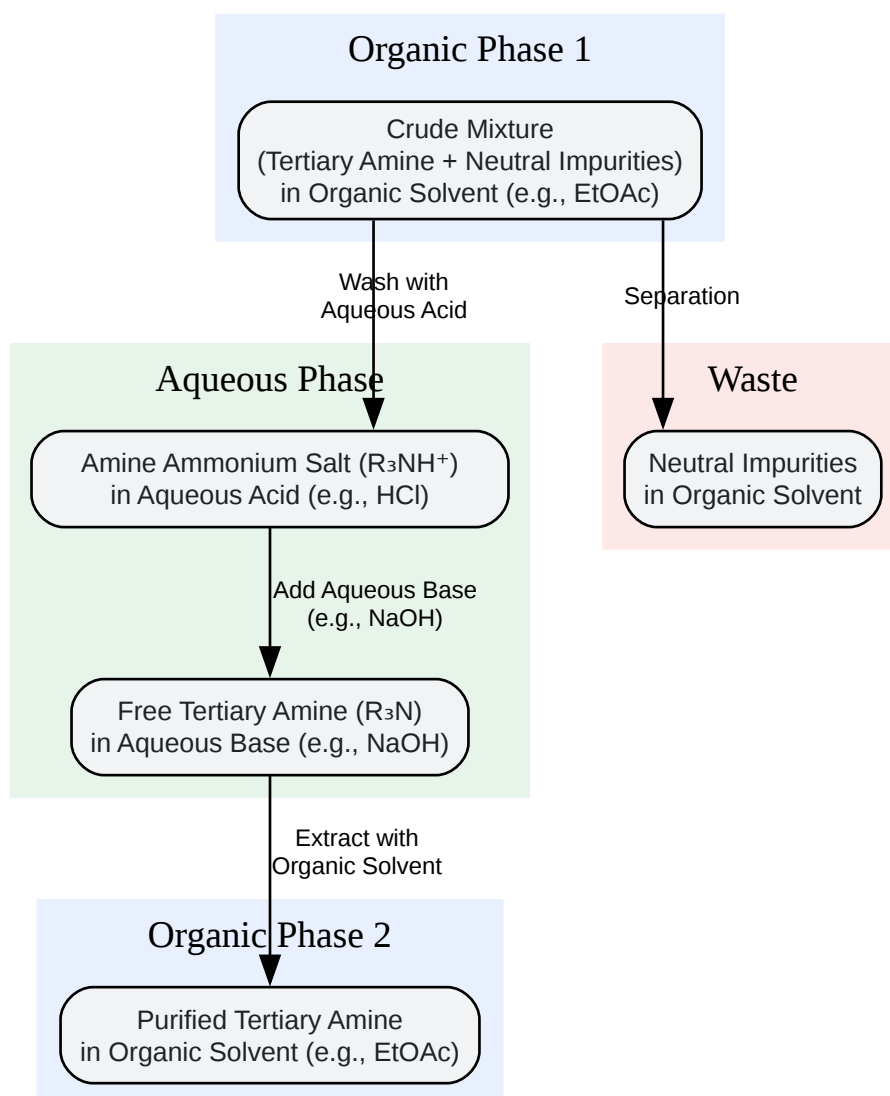 Organic Phase 1
Crude Mixture
(Tertiary Amine + Neutral Impurities)
in Organic Solvent (e.g., EtOAc)
Wash with
Aqueous Acid
Separation
Aqueous Phase
Waste
Amine Ammonium Salt (R₃NH⁺)
in Aqueous Acid (e.g., HCl)
Neutral Impurities
in Organic Solvent
Add Aqueous Base
(e.g., NaOH)
Free Tertiary Amine (R₃N)
in Aqueous Base (e.g., NaOH)
Extract with
Organic Solvent
Organic Phase 2
Purified Tertiary Amine
in Organic Solvent (e.g., EtOAc)